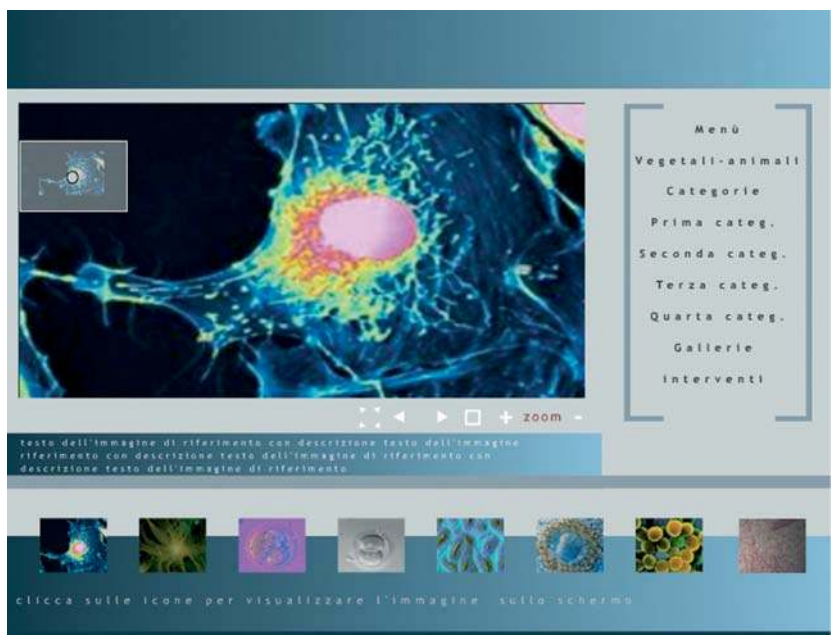 Menù
Vegetali-animali
Categorie
Prima categ.
Seconda categ.
Terza categ.
Quarta categ.
Gallerie
interventi
+ zoom -
testo dell'immagine di riferimento con descrizione testo dell'immagine
riferimento con descrizione testo dell'immagine di riferimento con
descrizione testo dell'immagine di riferimento
clicca sulle icone per visualizzare l'immagine sullo schermo